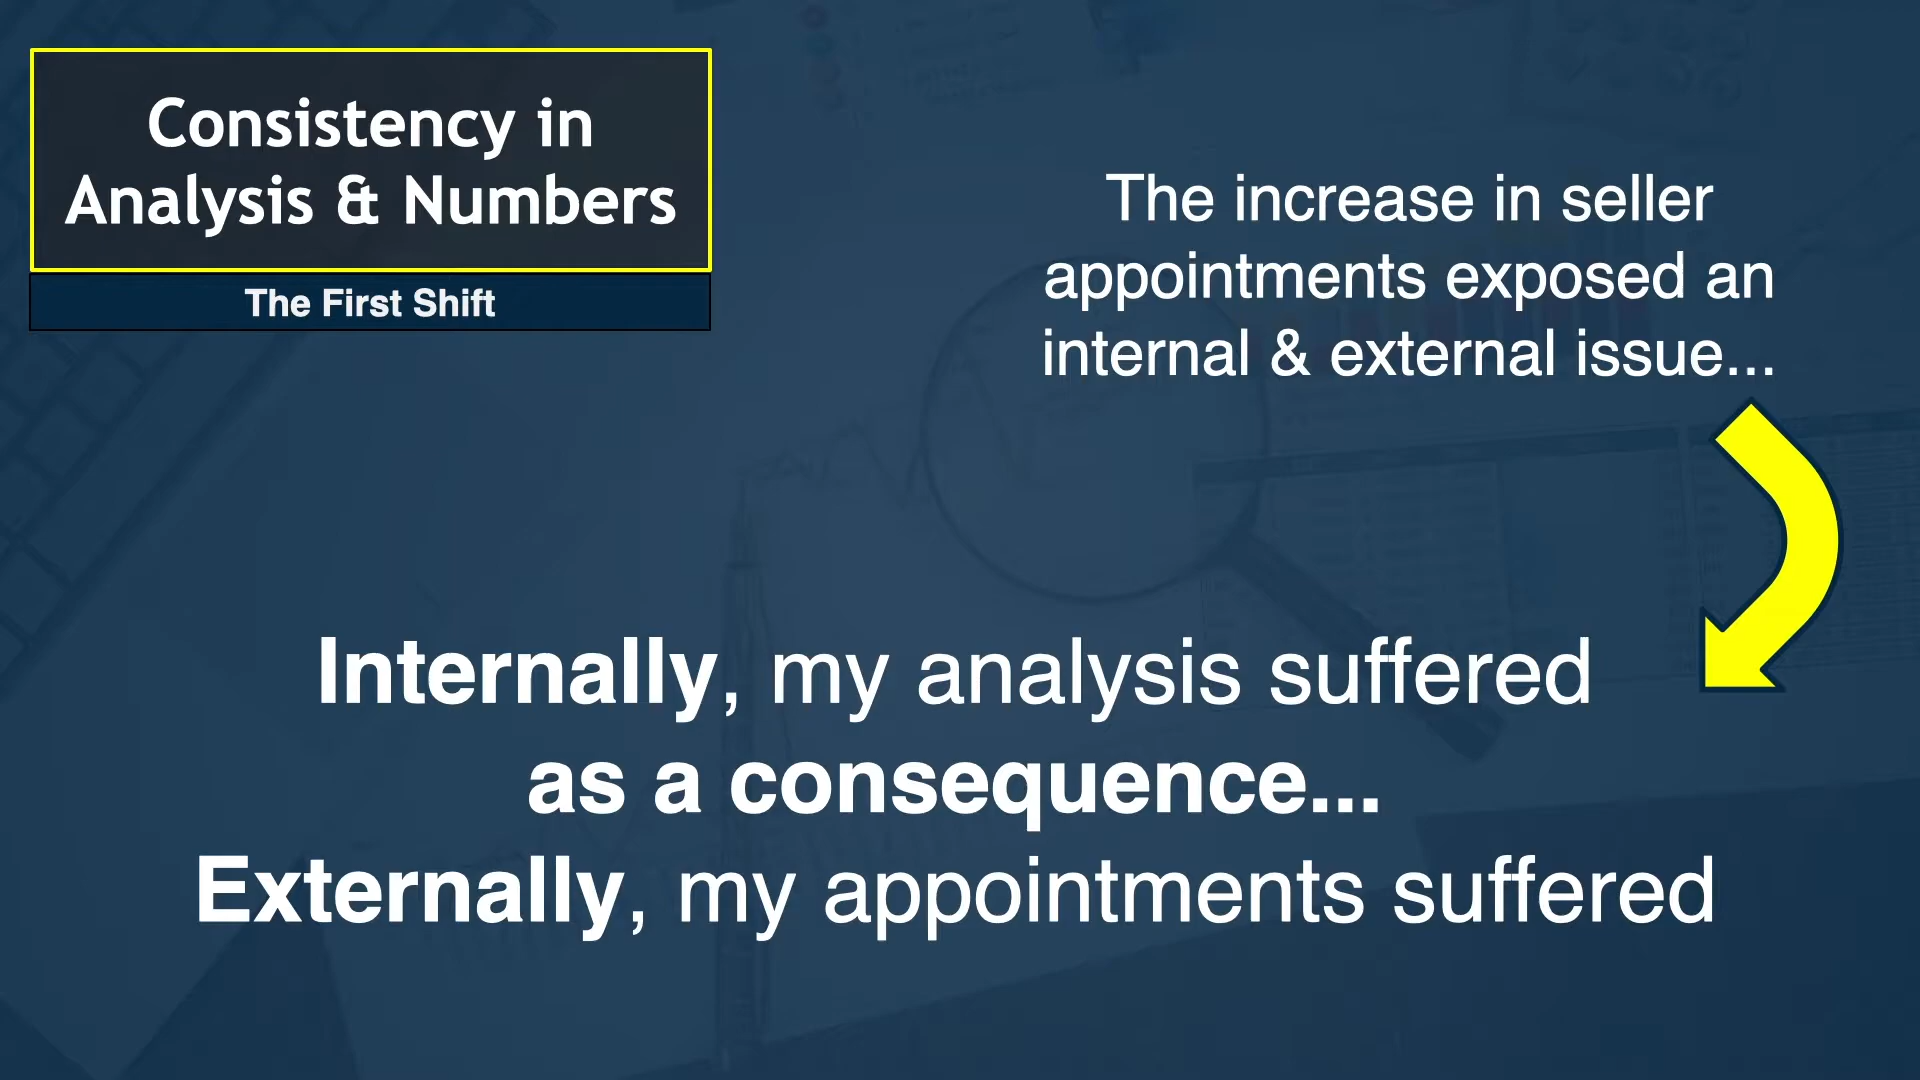 Consistency in
Analysis & Numbers
The First Shift
The increase in seller
appointments exposed an
internal & external issue...
Internally, my analysis suffered
as a consequence...
Externally, my appointments suffered